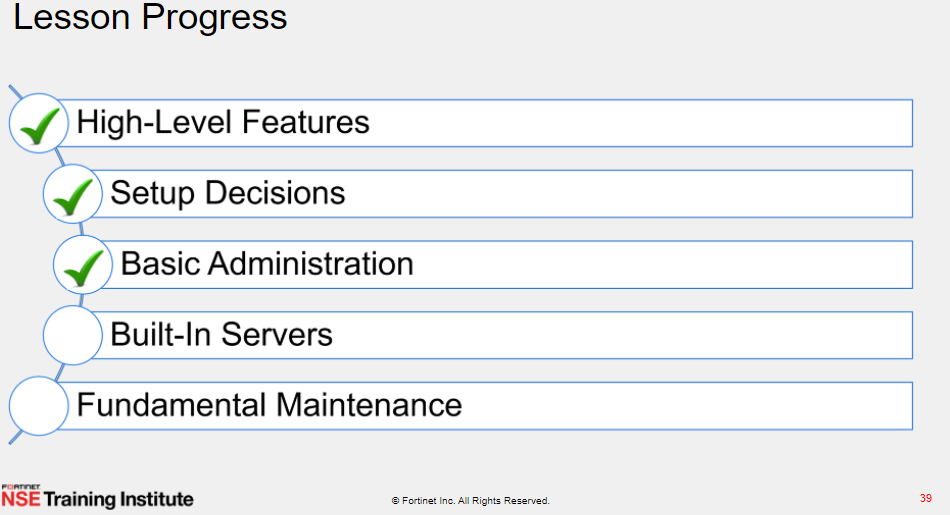 Lesson Progress
High-Level Features
Setup Decisions
Basic Administration
Built-In Servers
Fundamental Maintenance
FORTINET
NSE Training Institute
© Fortinet Inc. All Rights Reserved.
39